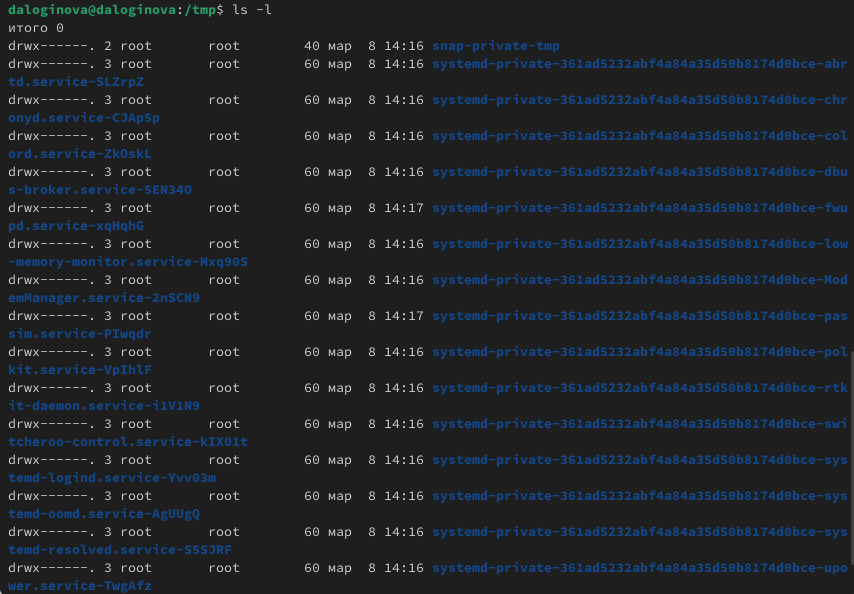 daloginova@daloginova:/tmp$ ls -l
итого 0
drwx------. 2 root       root        40 мар  8 14:16 snap-private-tmp
drwx------. 3 root       root        60 мар  8 14:16 systemd-private-361ad5232abf4a84a35d50b8174d0bce-abr
td.service-SLZrpZ
drwx------. 3 root       root        60 мар  8 14:16 systemd-private-361ad5232abf4a84a35d50b8174d0bce-chr
onyd.service-CJAp5p
drwx------. 3 root       root        60 мар  8 14:16 systemd-private-361ad5232abf4a84a35d50b8174d0bce-col
ord.service-ZkOskL
drwx------. 3 root       root        60 мар  8 14:16 systemd-private-361ad5232abf4a84a35d50b8174d0bce-dbu
s-broker.service-5EN34O
drwx------. 3 root       root        60 мар  8 14:17 systemd-private-361ad5232abf4a84a35d50b8174d0bce-fwu
pd.service-xqHqhG
drwx------. 3 root       root        60 мар  8 14:16 systemd-private-361ad5232abf4a84a35d50b8174d0bce-low
-memory-monitor.service-Mxq90S
drwx------. 3 root       root        60 мар  8 14:16 systemd-private-361ad5232abf4a84a35d50b8174d0bce-Mod
emManager.service-2nSCN9
drwx------. 3 root       root        60 мар  8 14:17 systemd-private-361ad5232abf4a84a35d50b8174d0bce-pas
sim.service-PIwqdr
drwx------. 3 root       root        60 мар  8 14:16 systemd-private-361ad5232abf4a84a35d50b8174d0bce-pol
kit.service-VpIhlF
drwx------. 3 root       root        60 мар  8 14:16 systemd-private-361ad5232abf4a84a35d50b8174d0bce-rtk
it-daemon.service-i1V1N9
drwx------. 3 root       root        60 мар  8 14:16 systemd-private-361ad5232abf4a84a35d50b8174d0bce-swi
tcheroo-control.service-kIX01t
drwx------. 3 root       root        60 мар  8 14:16 systemd-private-361ad5232abf4a84a35d50b8174d0bce-sys
temd-logind.service-Yvv03m
drwx------. 3 root       root        60 мар  8 14:16 systemd-private-361ad5232abf4a84a35d50b8174d0bce-sys
temd-oomd.service-AgUUgQ
drwx------. 3 root       root        60 мар  8 14:16 systemd-private-361ad5232abf4a84a35d50b8174d0bce-sys
temd-resolved.service-S5SJRF
drwx------. 3 root       root        60 мар  8 14:16 systemd-private-361ad5232abf4a84a35d50b8174d0bce-upo
wer.service-TwgAfz